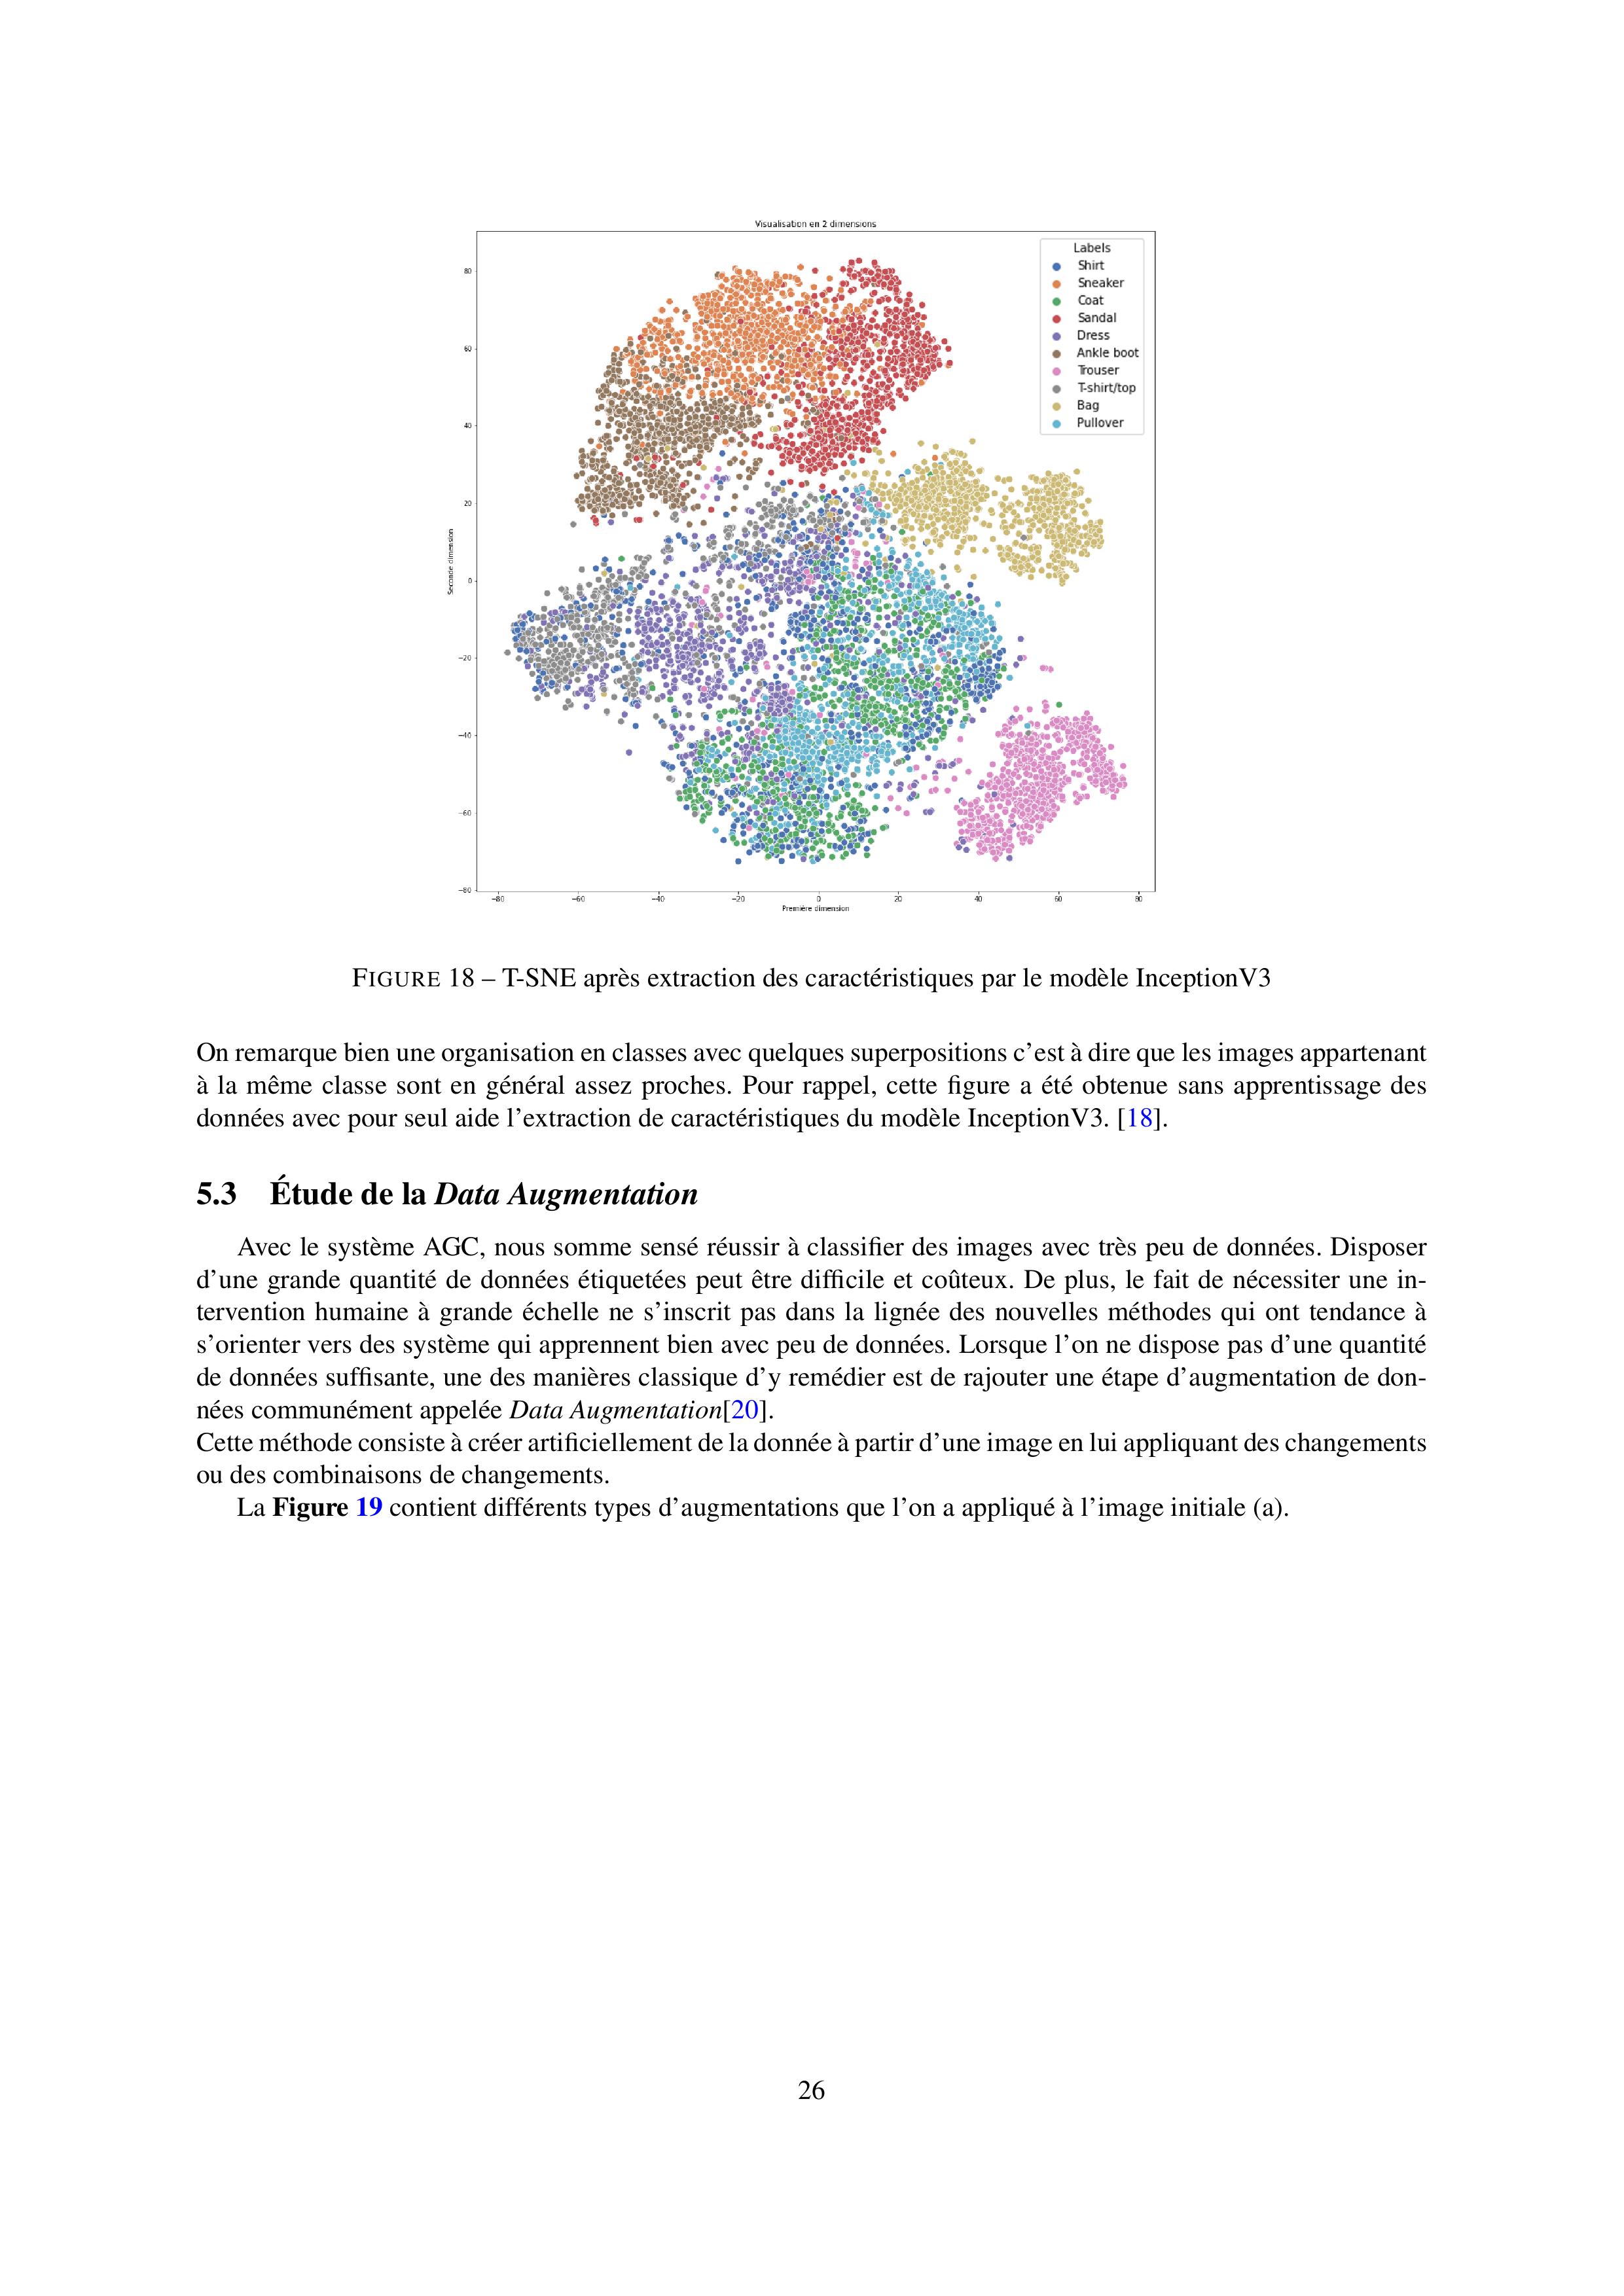 Visualisation en 2 dimensions
Labels
Shirt
Sneaker
Coat
Sandal
Dress
Ankle boot
Trouser
T-shirt/top
Bag
Pullover
80
60
40
20
0
−20
−40
−60
−80
Seconde dimension
−80 −60 −40 −20 0 20 40 60 80
Première dimension
FIGURE 18 – T-SNE après extraction des caractéristiques par le modèle InceptionV3
On remarque bien une organisation en classes avec quelques superpositions c’est à dire que les images appartenant
à la même classe sont en général assez proches. Pour rappel, cette figure a été obtenue sans apprentissage des
données avec pour seul aide l’extraction de caractéristiques du modèle InceptionV3. [18].
5.3 Étude de la Data Augmentation
Avec le système AGC, nous somme sensé réussir à classifier des images avec très peu de données. Disposer
d’une grande quantité de données étiquetées peut être difficile et coûteux. De plus, le fait de nécessiter une in-
tervention humaine à grande échelle ne s’inscrit pas dans la lignée des nouvelles méthodes qui ont tendance à
s’orienter vers des système qui apprennent bien avec peu de données. Lorsque l’on ne dispose pas d’une quantité
de données suffisante, une des manières classique d’y remédier est de rajouter une étape d’augmentation de don-
nées communément appelée Data Augmentation[20].
Cette méthode consiste à créer artificiellement de la donnée à partir d’une image en lui appliquant des changements
ou des combinaisons de changements.
La Figure 19 contient différents types d’augmentations que l’on a appliqué à l’image initiale (a).
26